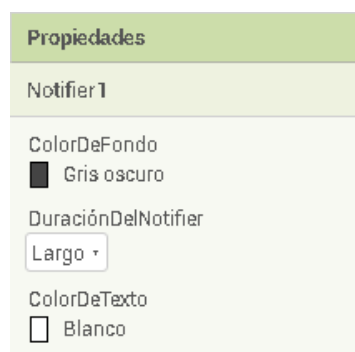 Propiedades
Notifier1
ColorDeFondo
Gris oscuro
DuraciónDelNotifier
Largo
ColorDeTexto
Blanco